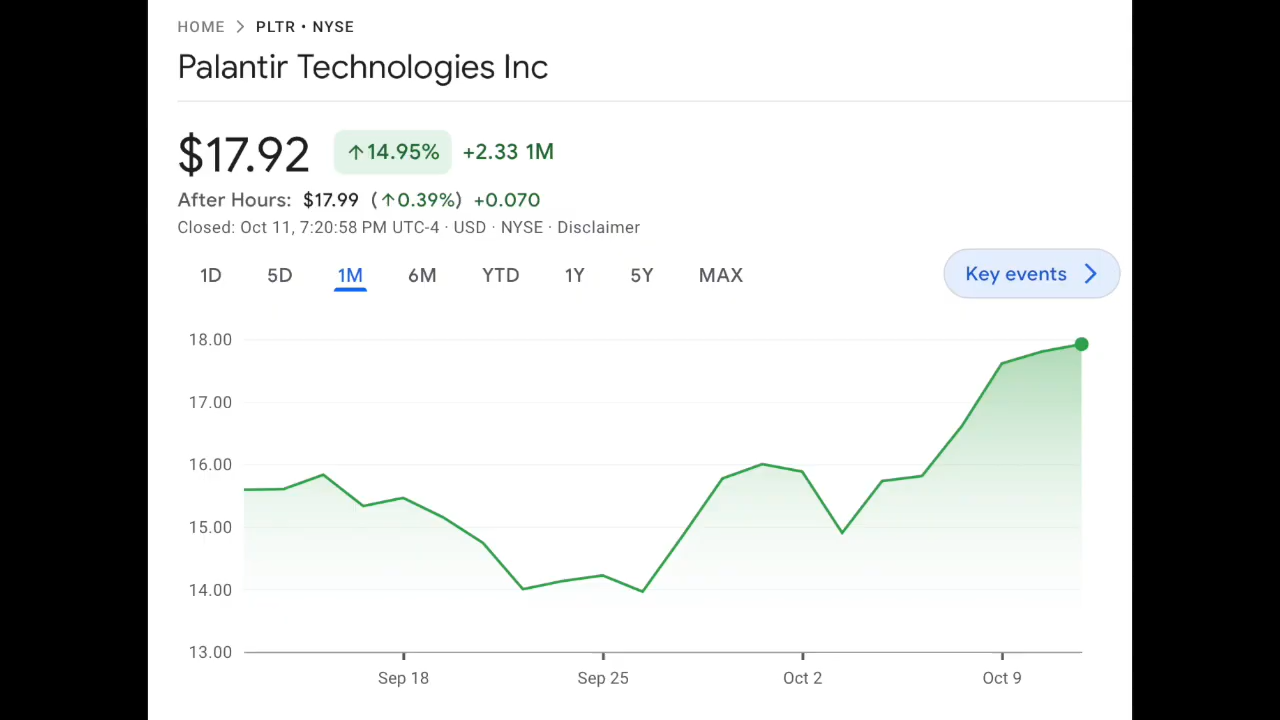 HOME > PLTR • NYSE
Palantir Technologies Inc
$17.92 ↑14.95% +2.33 1M
After Hours: $17.99 (↑0.39%) +0.070
Closed: Oct 11, 7:20:58 PM UTC-4 · USD · NYSE · Disclaimer
1D 5D 1M 6M YTD 1Y 5Y MAX Key events >
18.00
17.00
16.00
15.00
14.00
13.00
Sep 18 Sep 25 Oct 2 Oct 9